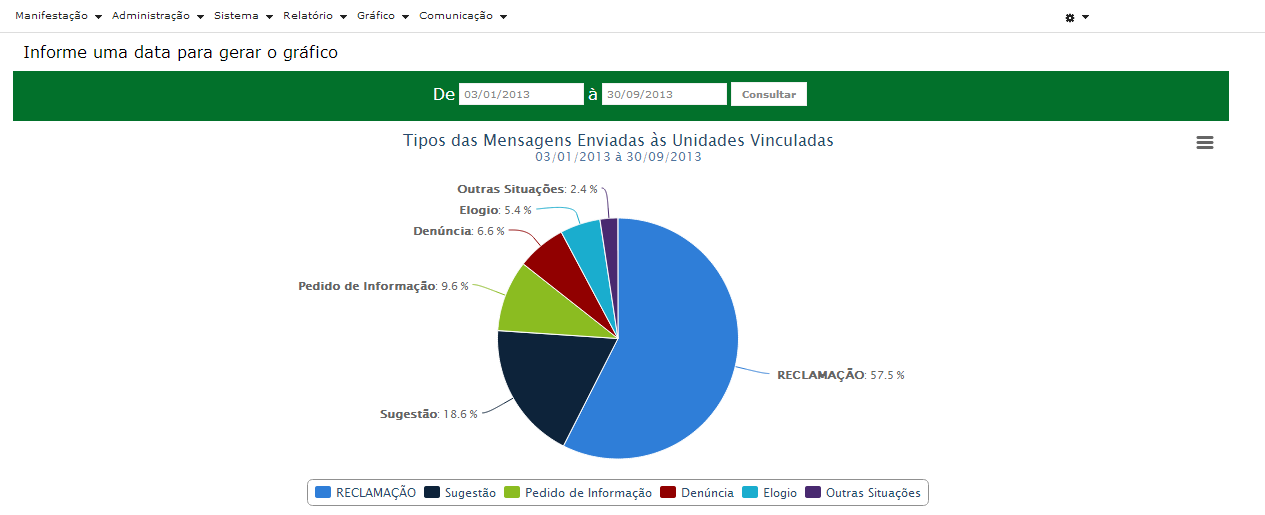 Manifestação Administração Sistema Relatório Gráfico Comunicação
Informe uma data para gerar o gráfico
De 03/01/2013 à 30/09/2013 Consultar
Tipos das Mensagens Enviadas às Unidades Vinculadas
03/01/2013 à 30/09/2013
Outras Situações: 2.4 %
Elogio: 5.4 %
Denúncia: 6.6 %
Pedido de Informação: 9.6 %
RECLAMAÇÃO: 57.5 %
Sugestão: 18.6 %
RECLAMAÇÃO Sugestão Pedido de Informação Denúncia Elogio Outras Situações